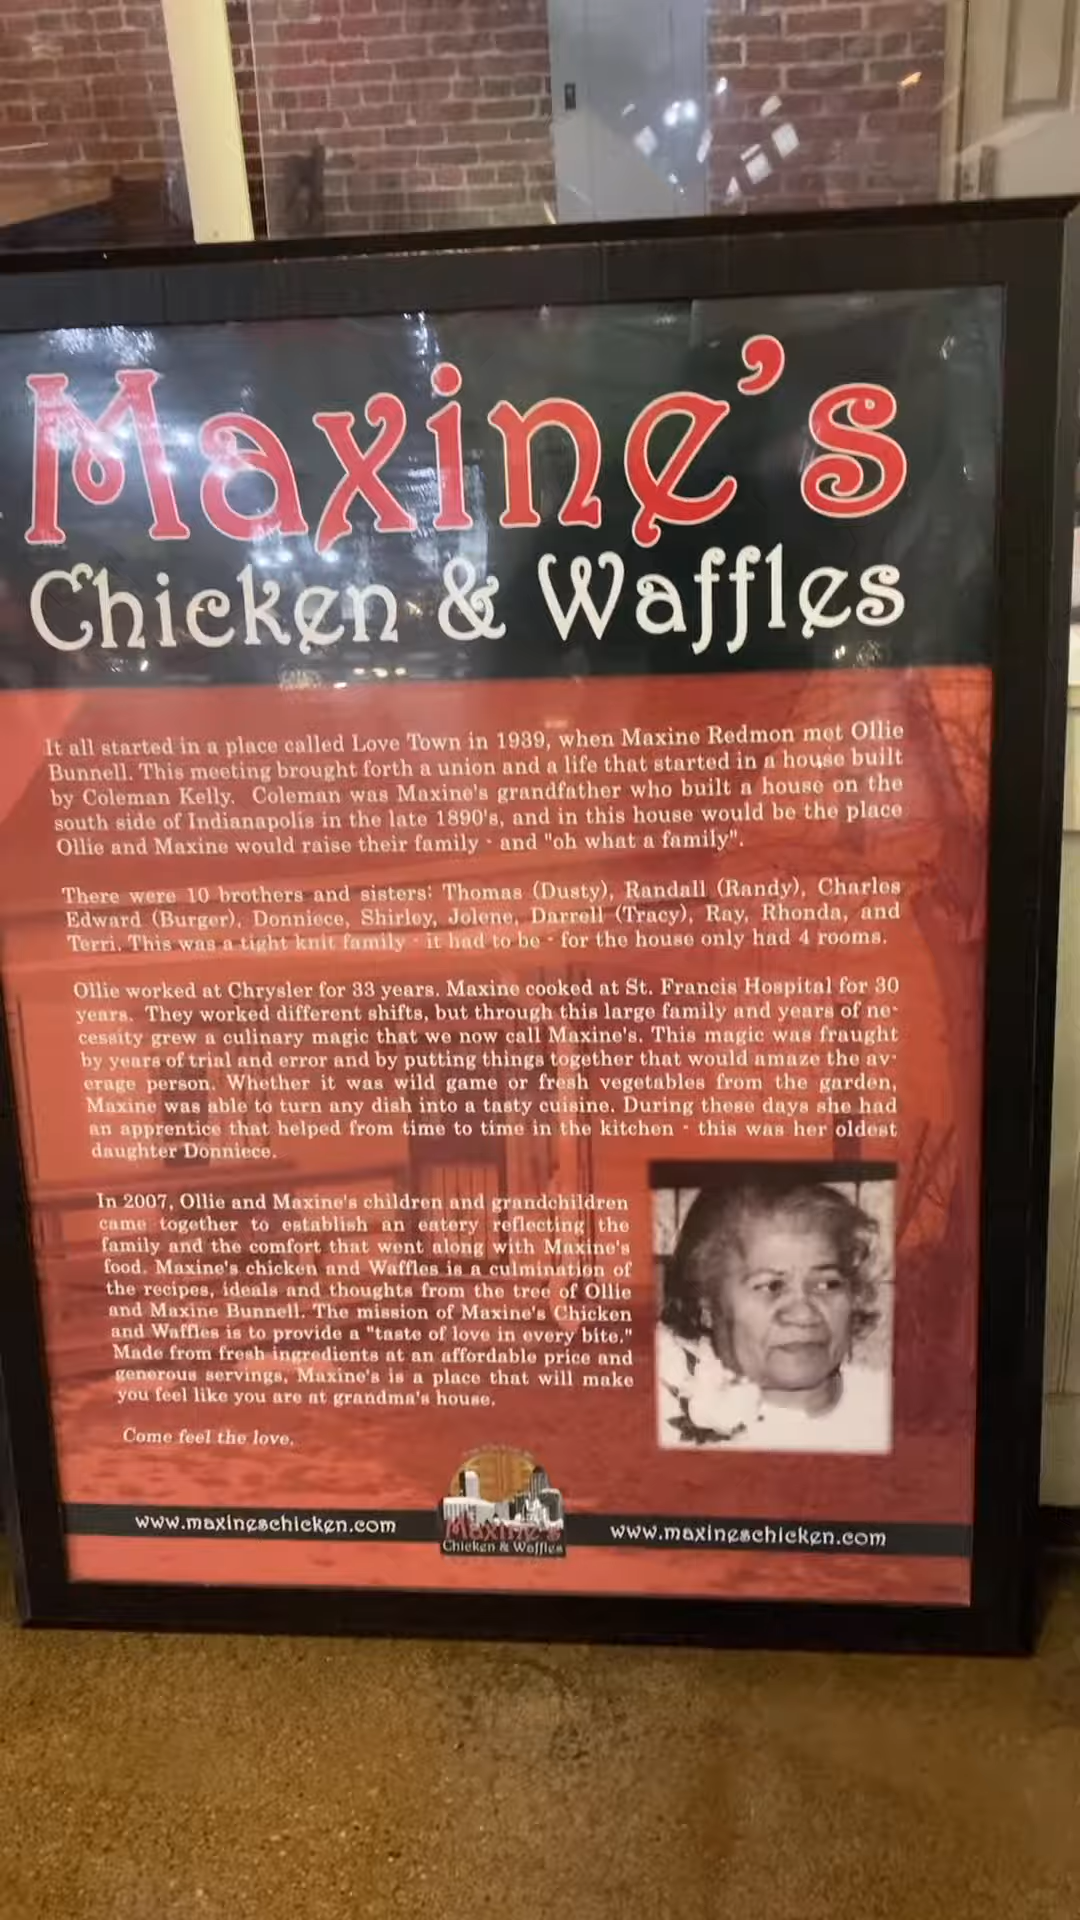 Maxine's
Chicken & Waffles
It all started in a place called Love Town in 1939, when Maxine Redmon met Ollie
Bunnell. This meeting brought forth a union and a life that started in a house built
by Coleman Kelly. Coleman was Maxine's grandfather who built a house on the
south side of Indianapolis in the late 1890's, and in this house would be the place
Ollie and Maxine would raise their family - and "oh what a family".
There were 10 brothers and sisters: Thomas (Dusty), Randall (Randy), Charles
Edward (Burger), Donniece, Shirley, Jolene, Darrell (Tracy), Ray, Rhonda, and
Terri. This was a tight knit family - it had to be - for the house only had 4 rooms.
Ollie worked at Chrysler for 33 years. Maxine cooked at St. Francis Hospital for 30
years. They worked different shifts, but through this large family and years of ne-
cessity grew a culinary magic that we now call Maxine's. This magic was fraught
by years of trial and error and by putting things together that would amaze the av-
erage person. Whether it was wild game or fresh vegetables from the garden,
Maxine was able to turn any dish into a tasty cuisine. During these days she had
an apprentice that helped from time to time in the kitchen - this was her oldest
daughter Donniece.
In 2007, Ollie and Maxine's children and grandchildren
came together to establish an eatery reflecting the
family and the comfort that went along with Maxine's
food. Maxine's chicken and Waffles is a culmination of
the recipes, ideals and thoughts from the tree of Ollie
and Maxine Bunnell. The mission of Maxine's Chicken
and Waffles is to provide a "taste of love in every bite."
Made from fresh ingredients at an affordable price and
generous servings, Maxine's is a place that will make
you feel like you are at grandma's house.
Come feel the love.
www.maxineschicken.com
Maxine's
Chicken & Waffles
www.maxineschicken.com